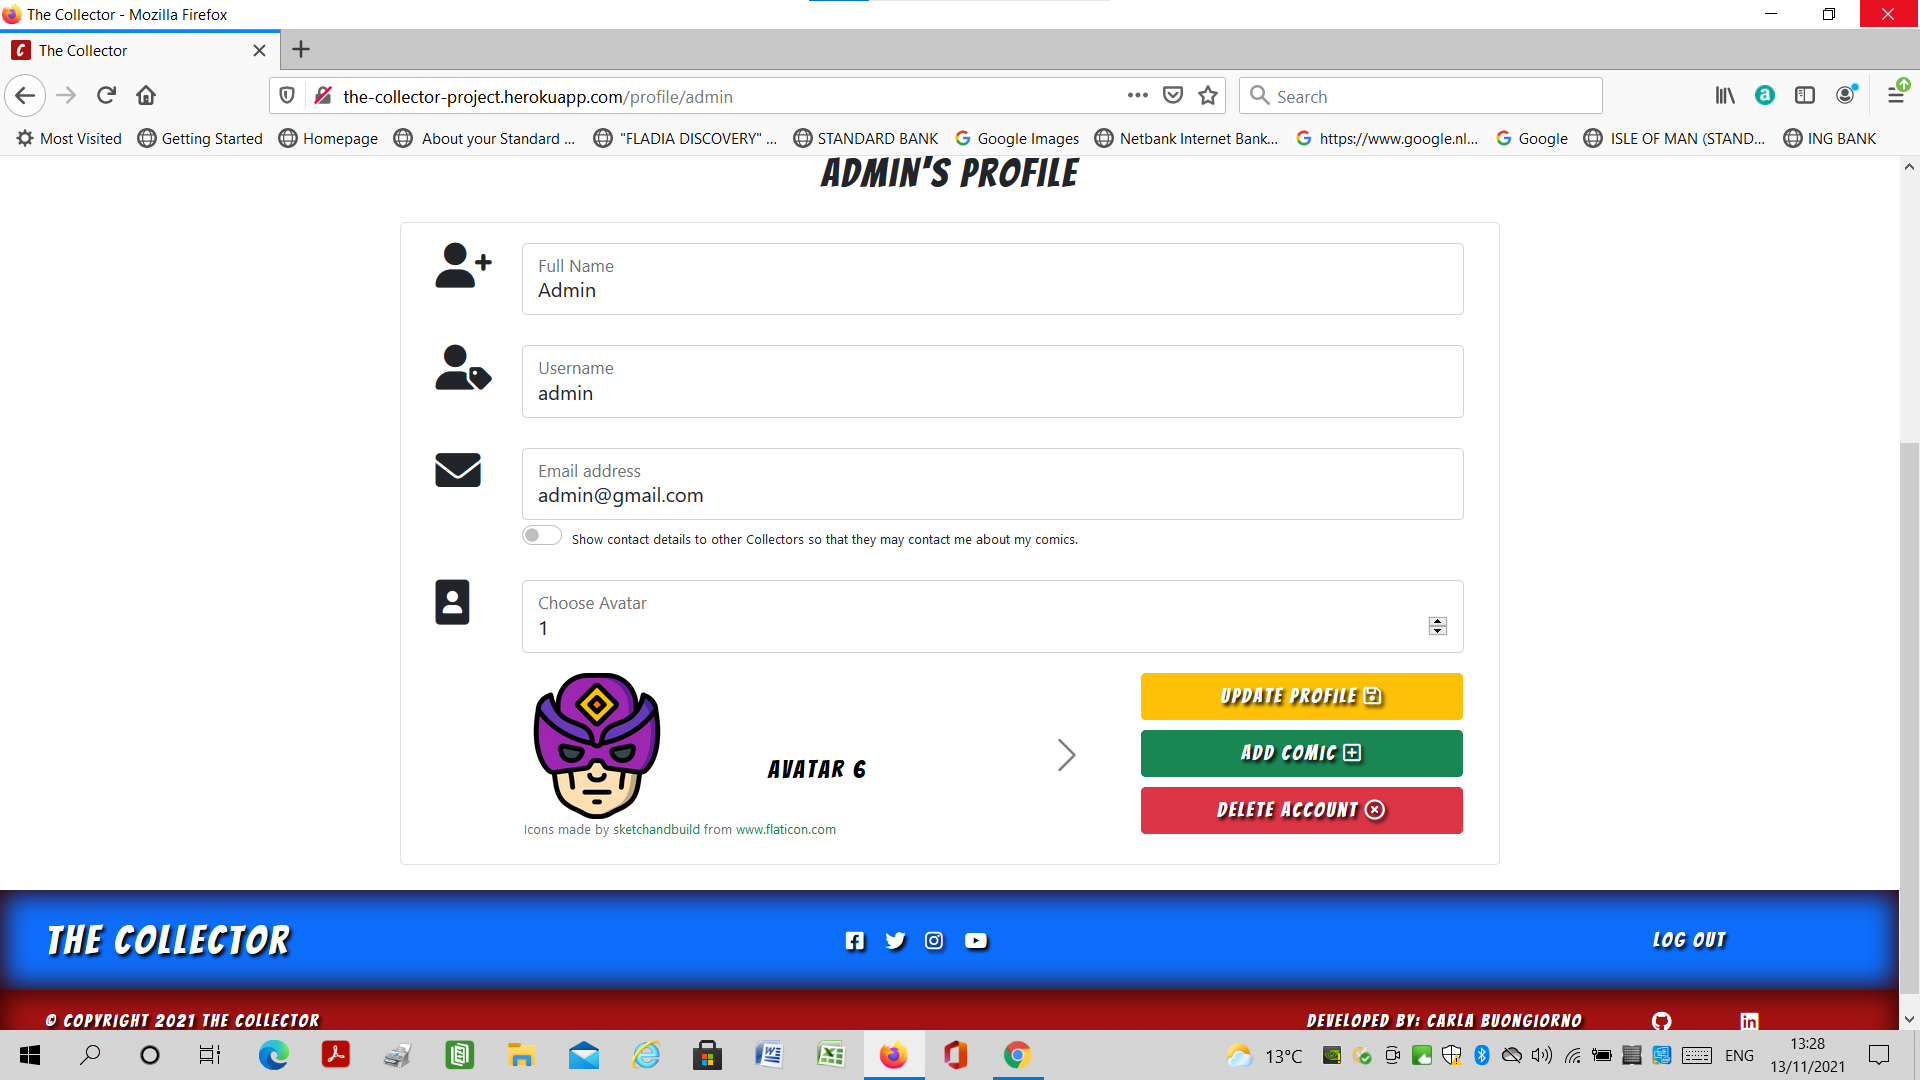 The Collector - Mozilla Firefox
The Collector
the-collector-project.herokuapp.com/profile/admin
Search
Most Visited Getting Started Homepage About your Standard ... "FLADIA DISCOVERY" ... STANDARD BANK Google Images Netbank Internet Bank... https://www.google.nl... Google ISLE OF MAN (STAND... ING BANK
ADMIN'S PROFILE
Full Name
Admin
Username
admin
Email address
admin@gmail.com
Show contact details to other Collectors so that they may contact me about my comics.
Choose Avatar
1
UPDATE PROFILE
ADD COMIC
AVATAR 6
DELETE ACCOUNT
Icons made by sketchandbuild from www.flaticon.com
THE COLLECTOR
LOG OUT
© COPYRIGHT 2021 THE COLLECTOR
DEVELOPED BY: CARLA BUONGIORNO
13°C
ENG
13:28
13/11/2021